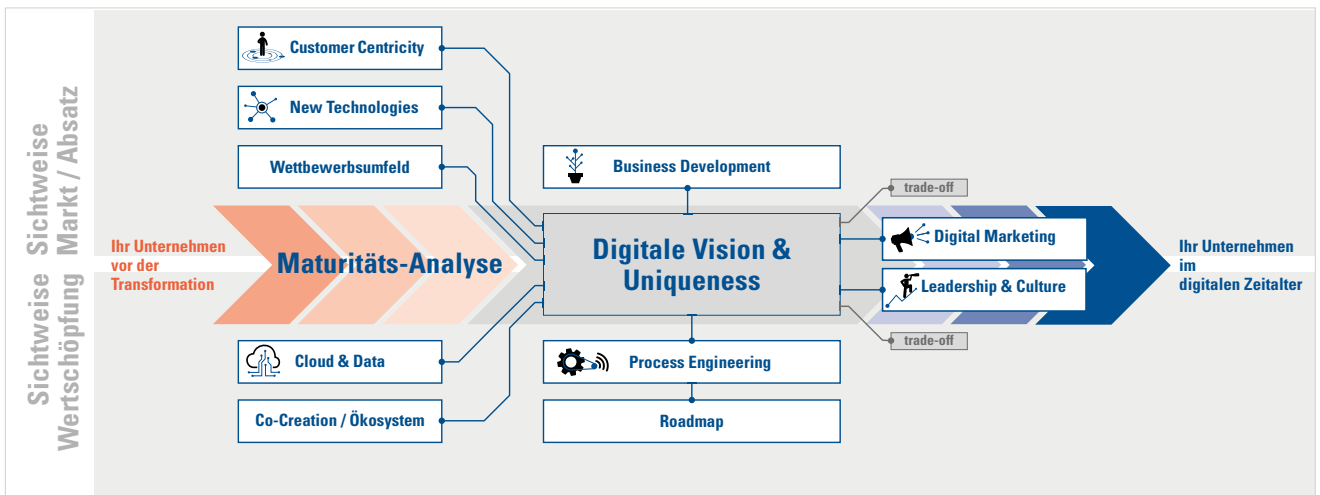 Sichtweise
Markt / Absatz
Sichtweise
Wertschöpfung
Customer Centricity
New Technologies
Wettbewerbsumfeld
Business Development
trade-off
Ihr Unternehmen
vor der
Transformation
Maturitäts-Analyse
Digitale Vision &
Uniqueness
Digital Marketing
Leadership & Culture
Ihr Unternehmen
im
digitalen Zeitalter
trade-off
Cloud & Data
Process Engineering
Co-Creation / Ökosystem
Roadmap